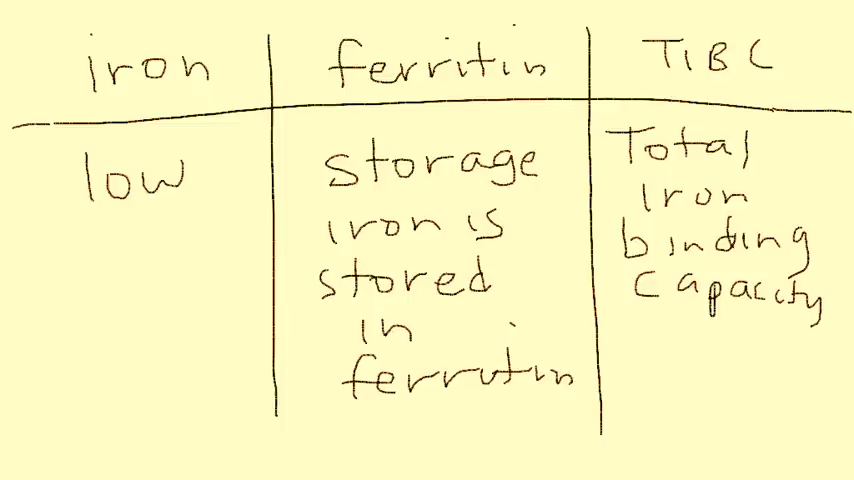 iron
ferritin
TIBC
low
storage
iron is
stored
in
ferritin
Total
Iron
binding
capacity